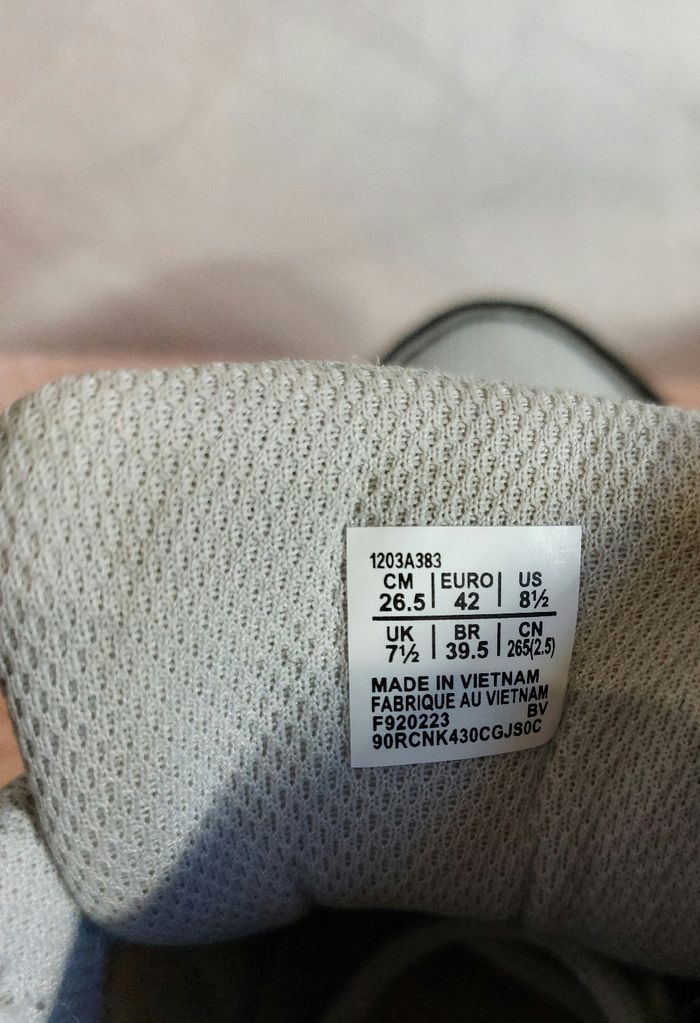 1203A383
CM | EURO | US
26.5 | 42 | 8½
UK | BR | CN
7½ | 39.5 | 265(2.5)
MADE IN VIETNAM
FABRIQUE AU VIETNAM
F920223 BV
90RCNK430CGJS0C